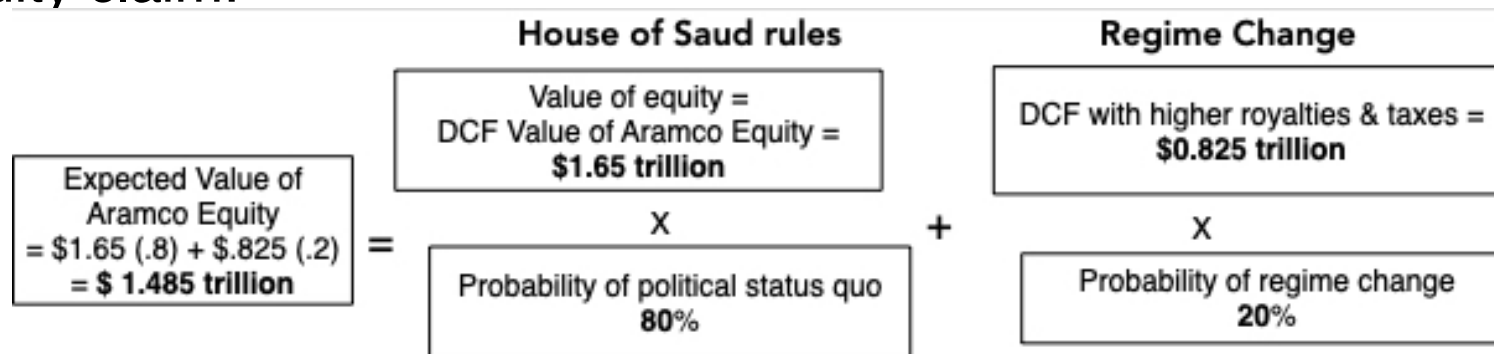 House of Saud rules
Regime Change
Value of equity =
DCF Value of Aramco Equity =
$1.65 trillion
DCF with higher royalties & taxes =
$0.825 trillion
Expected Value of
Aramco Equity
= $1.65 (.8) + $.825 (.2)
= $ 1.485 trillion
=
X
+
X
Probability of political status quo
80%
Probability of regime change
20%